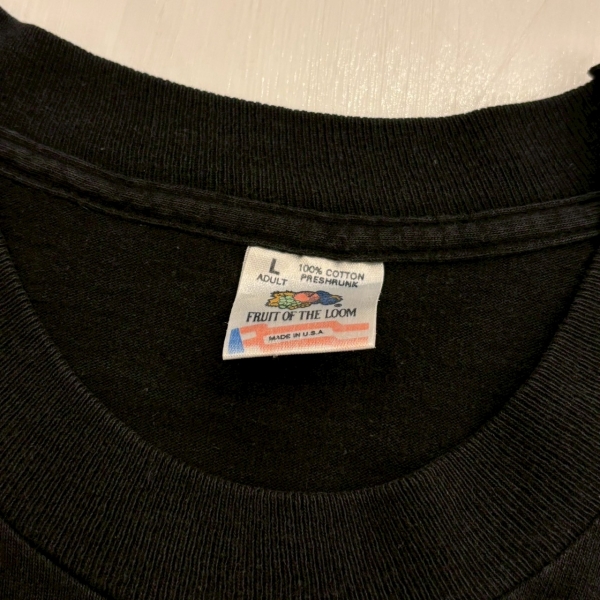 L 100% COTTON
ADULT PRESHRUNK
FRUIT OF THE LOOM
MADE IN U.S.A.